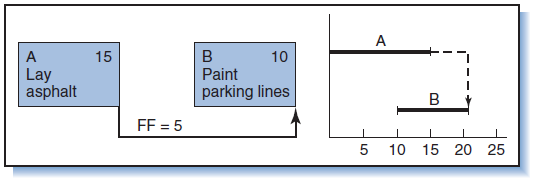 A 15
Lay
asphalt
B 10
Paint
parking lines
FF = 5
A
B
5 10 15 20 25